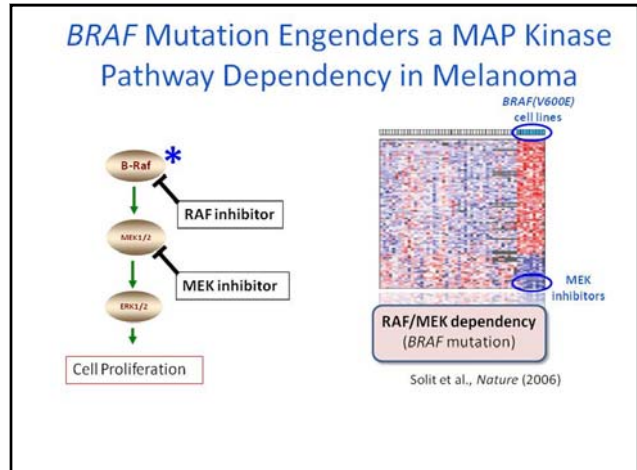 BRAF Mutation Engenders a MAP Kinase
Pathway Dependency in Melanoma
BRAF(V600E)
cell lines
B-Raf
*
RAF inhibitor
MEK1/2
MEK inhibitor
ERK1/2
Cell Proliferation
MEK
inhibitors
RAF/MEK dependency
(BRAF mutation)
Solit et al., Nature (2006)